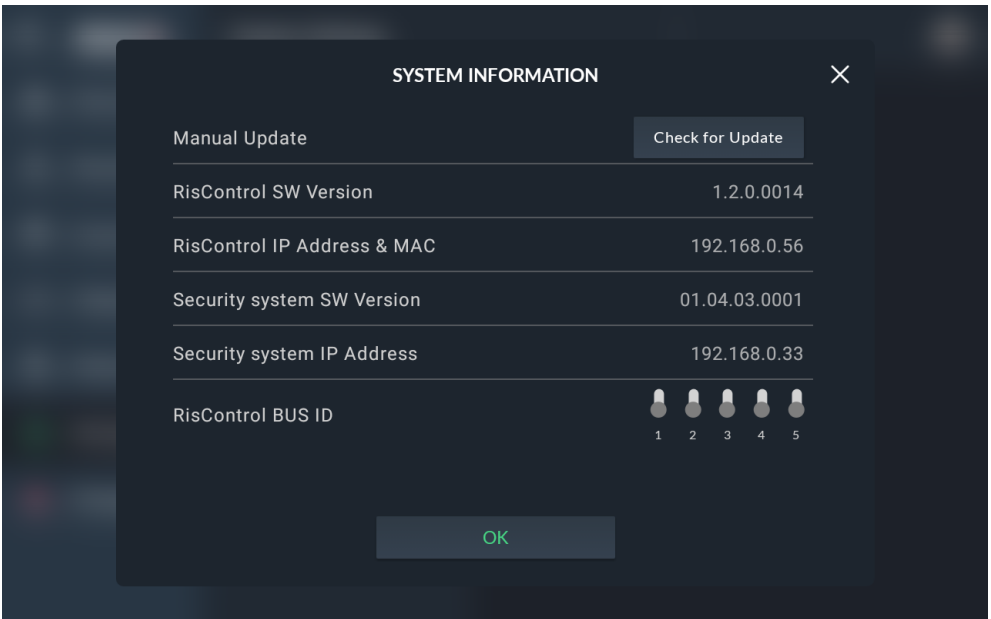 SYSTEM INFORMATION
Manual Update Check for Update
RisControl SW Version 1.2.0.0014
RisControl IP Address & MAC 192.168.0.56
Security system SW Version 01.04.03.0001
Security system IP Address 192.168.0.33
RisControl BUS ID
1 2 3 4 5
OK